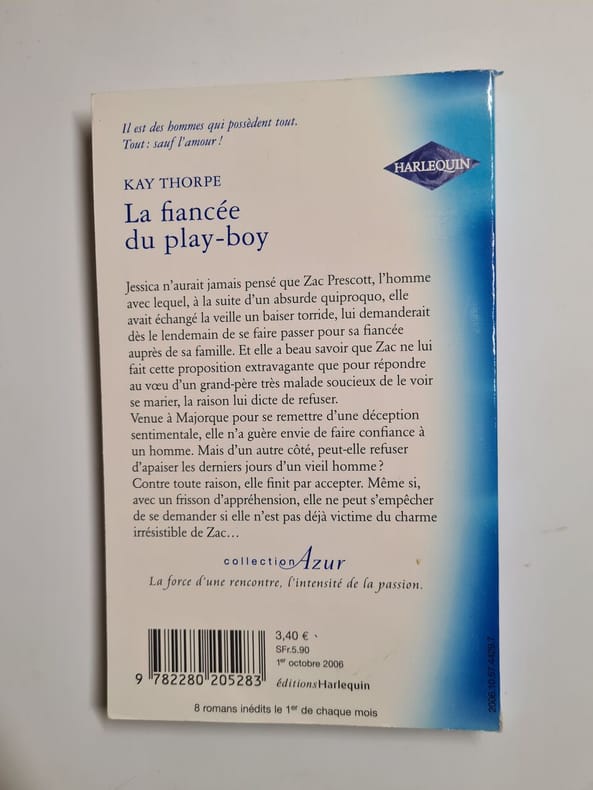 Il est des hommes qui possèdent tout.
Tout : sauf l'amour !
HARLEQUIN
KAY THORPE
La fiancée
du play-boy
Jessica n'aurait jamais pensé que Zac Prescott, l'homme
avec lequel, à la suite d'un absurde quiproquo, elle
avait échangé la veille un baiser torride, lui demanderait
dès le lendemain de se faire passer pour sa fiancée
auprès de sa famille. Et elle a beau savoir que Zac ne lui
fait cette proposition extravagante que pour répondre
au vœu d'un grand-père très malade soucieux de le voir
se marier, la raison lui dicte de refuser.
Venue à Majorque pour se remettre d'une déception
sentimentale, elle n'a guère envie de faire confiance à
un homme. Mais d'un autre côté, peut-elle refuser
d'apaiser les derniers jours d'un vieil homme ?
Contre toute raison, elle finit par accepter. Même si,
avec un frisson d'appréhension, elle ne peut s'empêcher
de se demander si elle n'est pas déjà victime du charme
irrésistible de Zac…
collection Azur
La force d'une rencontre, l'intensité de la passion.
3,40 €
SFr.5.90
1er octobre 2006
9 782280 205283
éditionsHarlequin
8 romans inédits le 1er de chaque mois